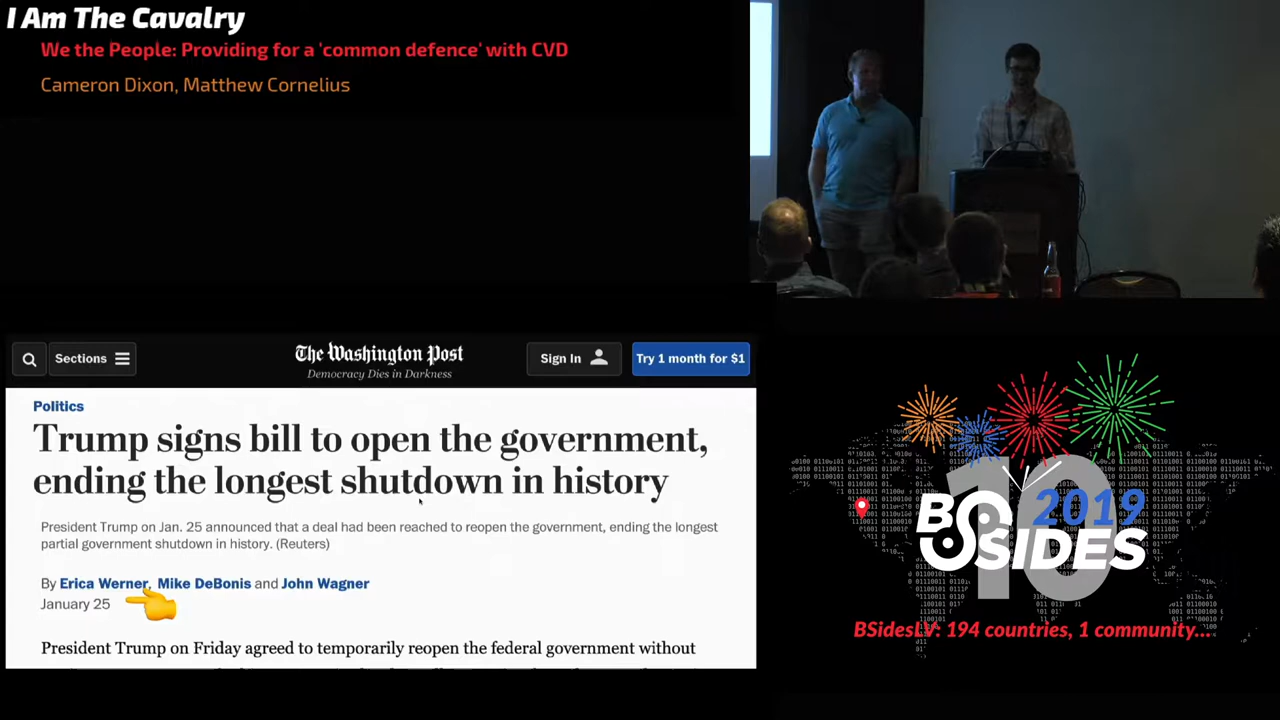 I Am The Cavalry
We the People: Providing for a 'common defence' with CVD
Cameron Dixon, Matthew Cornelius
Sections
The Washington Post
Democracy Dies in Darkness
Sign In
Try 1 month for $1
Politics
Trump signs bill to open the government,
ending the longest shutdown in history
President Trump on Jan. 25 announced that a deal had been reached to reopen the government, ending the longest
partial government shutdown in history. (Reuters)
By Erica Werner, Mike DeBonis and John Wagner
January 25
President Trump on Friday agreed to temporarily reopen the federal government without
10
2019
BSIDES
BSidesLV: 194 countries, 1 community...